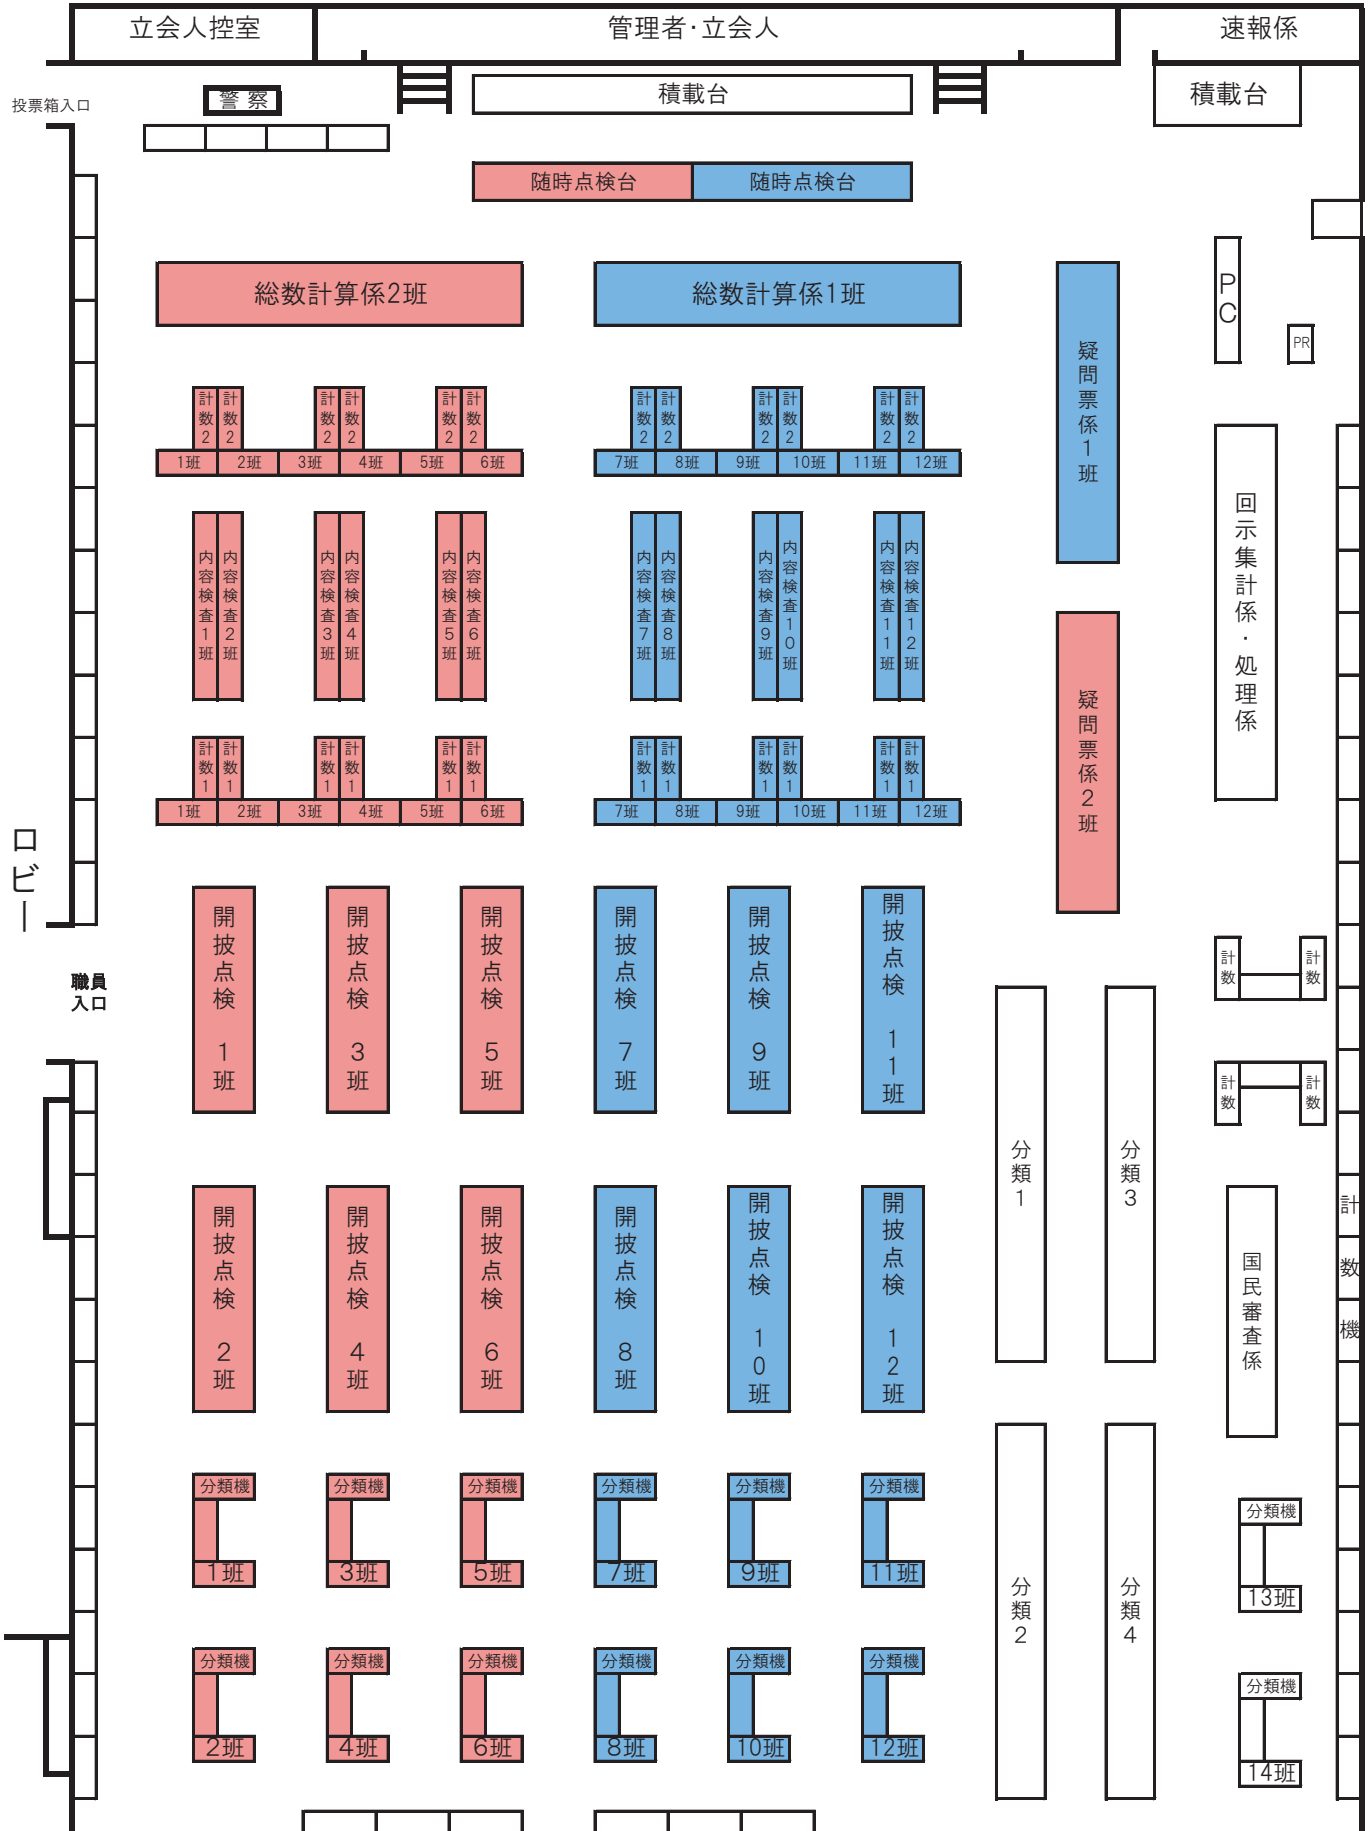 立会人控室
管理者・立会人
速報係
投票箱入口
警察
積載台
積載台
随時点検台
随時点検台
総数計算係2班
総数計算係1班
疑問票係1班
PC
PR
計数2
計数2
計数2
計数2
計数2
計数2
計数2
計数2
計数2
計数2
計数2
計数2
1班
2班
3班
4班
5班
6班
7班
8班
9班
10班
11班
12班
回示集計係・処理係
内容検査1班
内容検査2班
内容検査3班
内容検査4班
内容検査5班
内容検査6班
内容検査7班
内容検査8班
内容検査9班
内容検査10班
内容検査11班
内容検査12班
疑問票係2班
計数1
計数1
計数1
計数1
計数1
計数1
計数1
計数1
計数1
計数1
計数1
計数1
1班
2班
3班
4班
5班
6班
7班
8班
9班
10班
11班
12班
ロビー
職員
入口
開披点検 1班
開披点検 3班
開披点検 5班
開披点検 7班
開披点検 9班
開披点検 11班
計数
計数
計数
計数
分類1
分類3
計数機
国民審査係
開披点検 2班
開披点検 4班
開披点検 6班
開披点検 8班
開披点検 10班
開披点検 12班
分類機
分類機
分類機
分類機
分類機
分類機
1班
3班
5班
7班
9班
11班
分類2
分類4
分類機
13班
分類機
分類機
分類機
分類機
分類機
分類機
2班
4班
6班
8班
10班
12班
分類機
14班